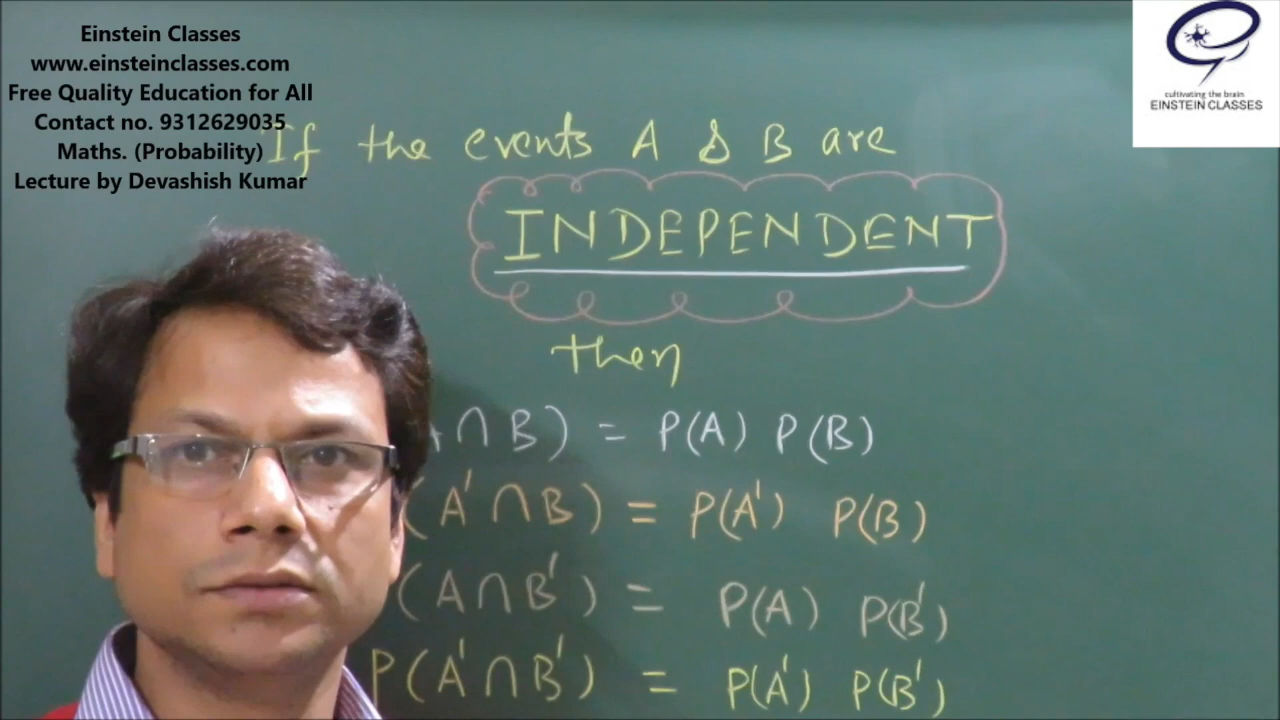 Einstein Classes
www.einsteinclasses.com
Free Quality Education for All
Contact no. 9312629035
Maths. (Probability)
Lecture by Devashish Kumar
cultivating the brain
EINSTEIN CLASSES
If the events A & B are
INDEPENDENT
then
∩ B) = P(A) P(B)
(A' ∩ B) = P(A') P(B)
(A ∩ B') = P(A) P(B')
P(A' ∩ B') = P(A') P(B')